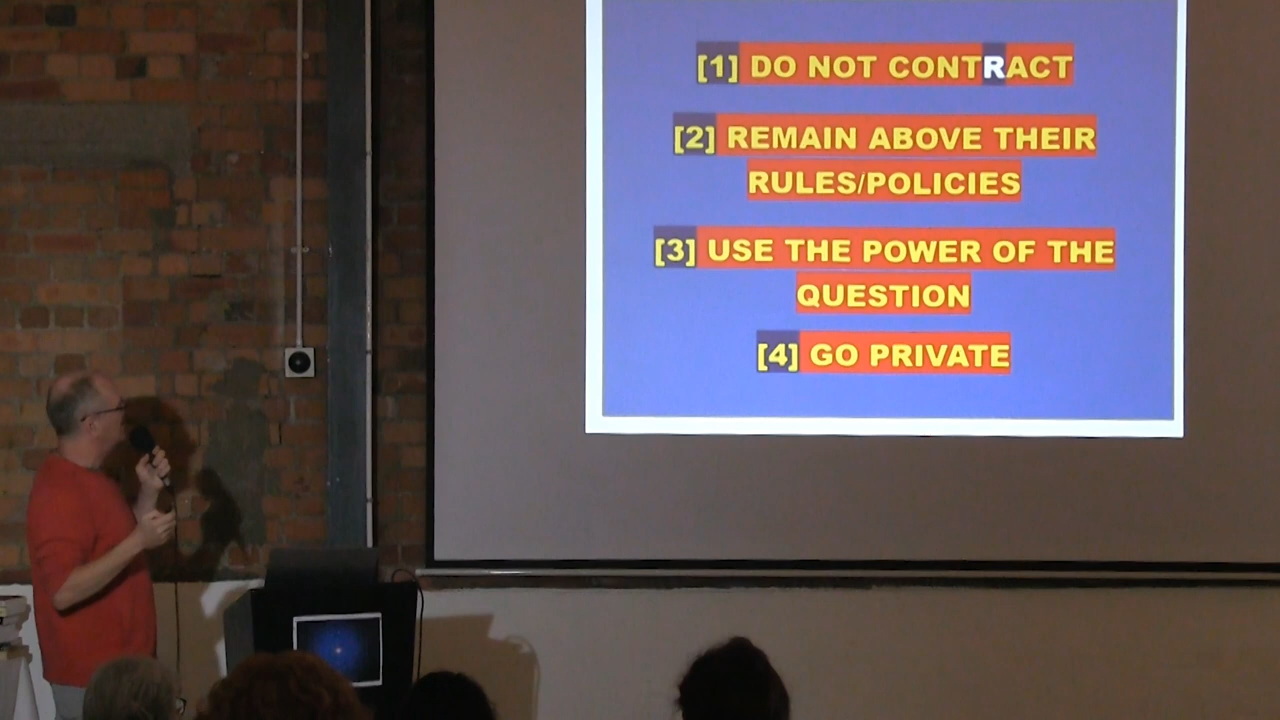 [1] DO NOT CONTRACT
[2] REMAIN ABOVE THEIR
RULES/POLICIES
[3] USE THE POWER OF THE
QUESTION
[4] GO PRIVATE